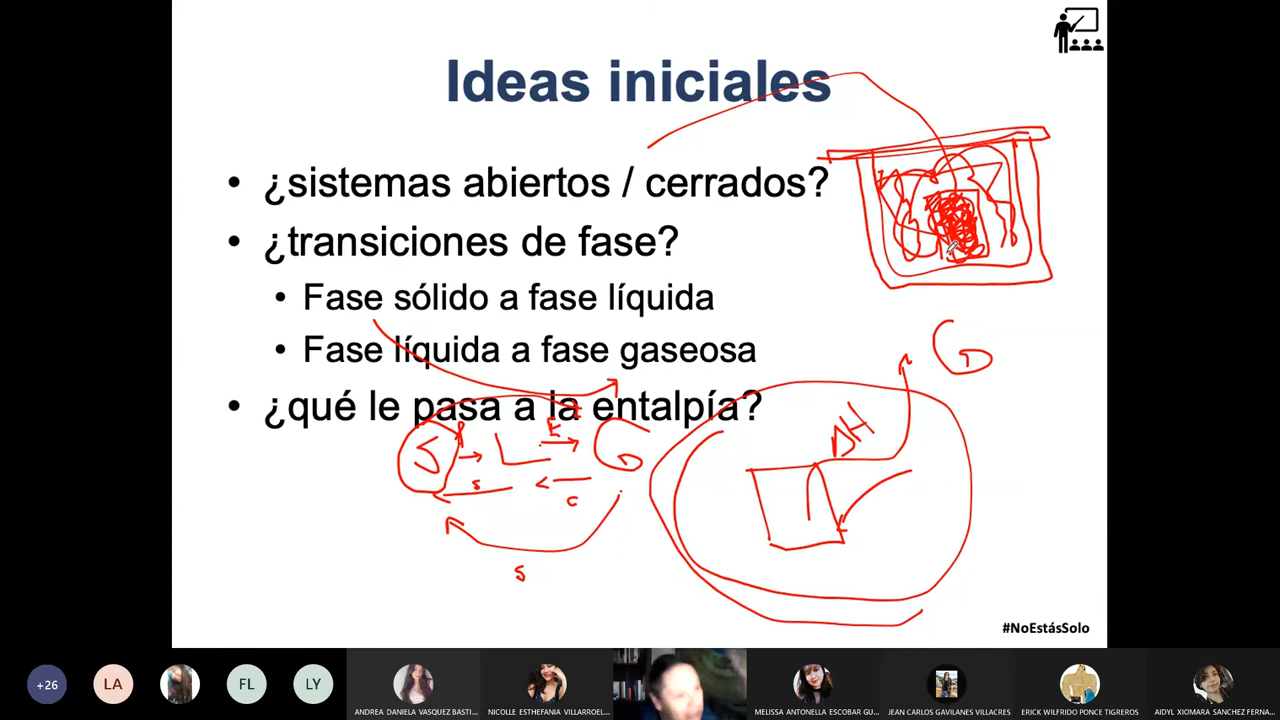 Ideas iniciales
• ¿sistemas abiertos / cerrados?
• ¿transiciones de fase?
• Fase sólido a fase líquida
• Fase líquida a fase gaseosa
• ¿qué le pasa a la entalpía?
S L E G
s c
s
ΔH
G
#NoEstásSolo
+26 LA FL LY
ANDREA DANIELA VASQUEZ BASTI... NICOLLE ESTHEFANIA VILLARROEL... MELISSA ANTONELLA ESCOBAR GU... JEAN CARLOS GAVILANES VILLACRES ERICK WILFRIDO PONCE TIGREROS AIDYL XIOMARA SANCHEZ FERNA...